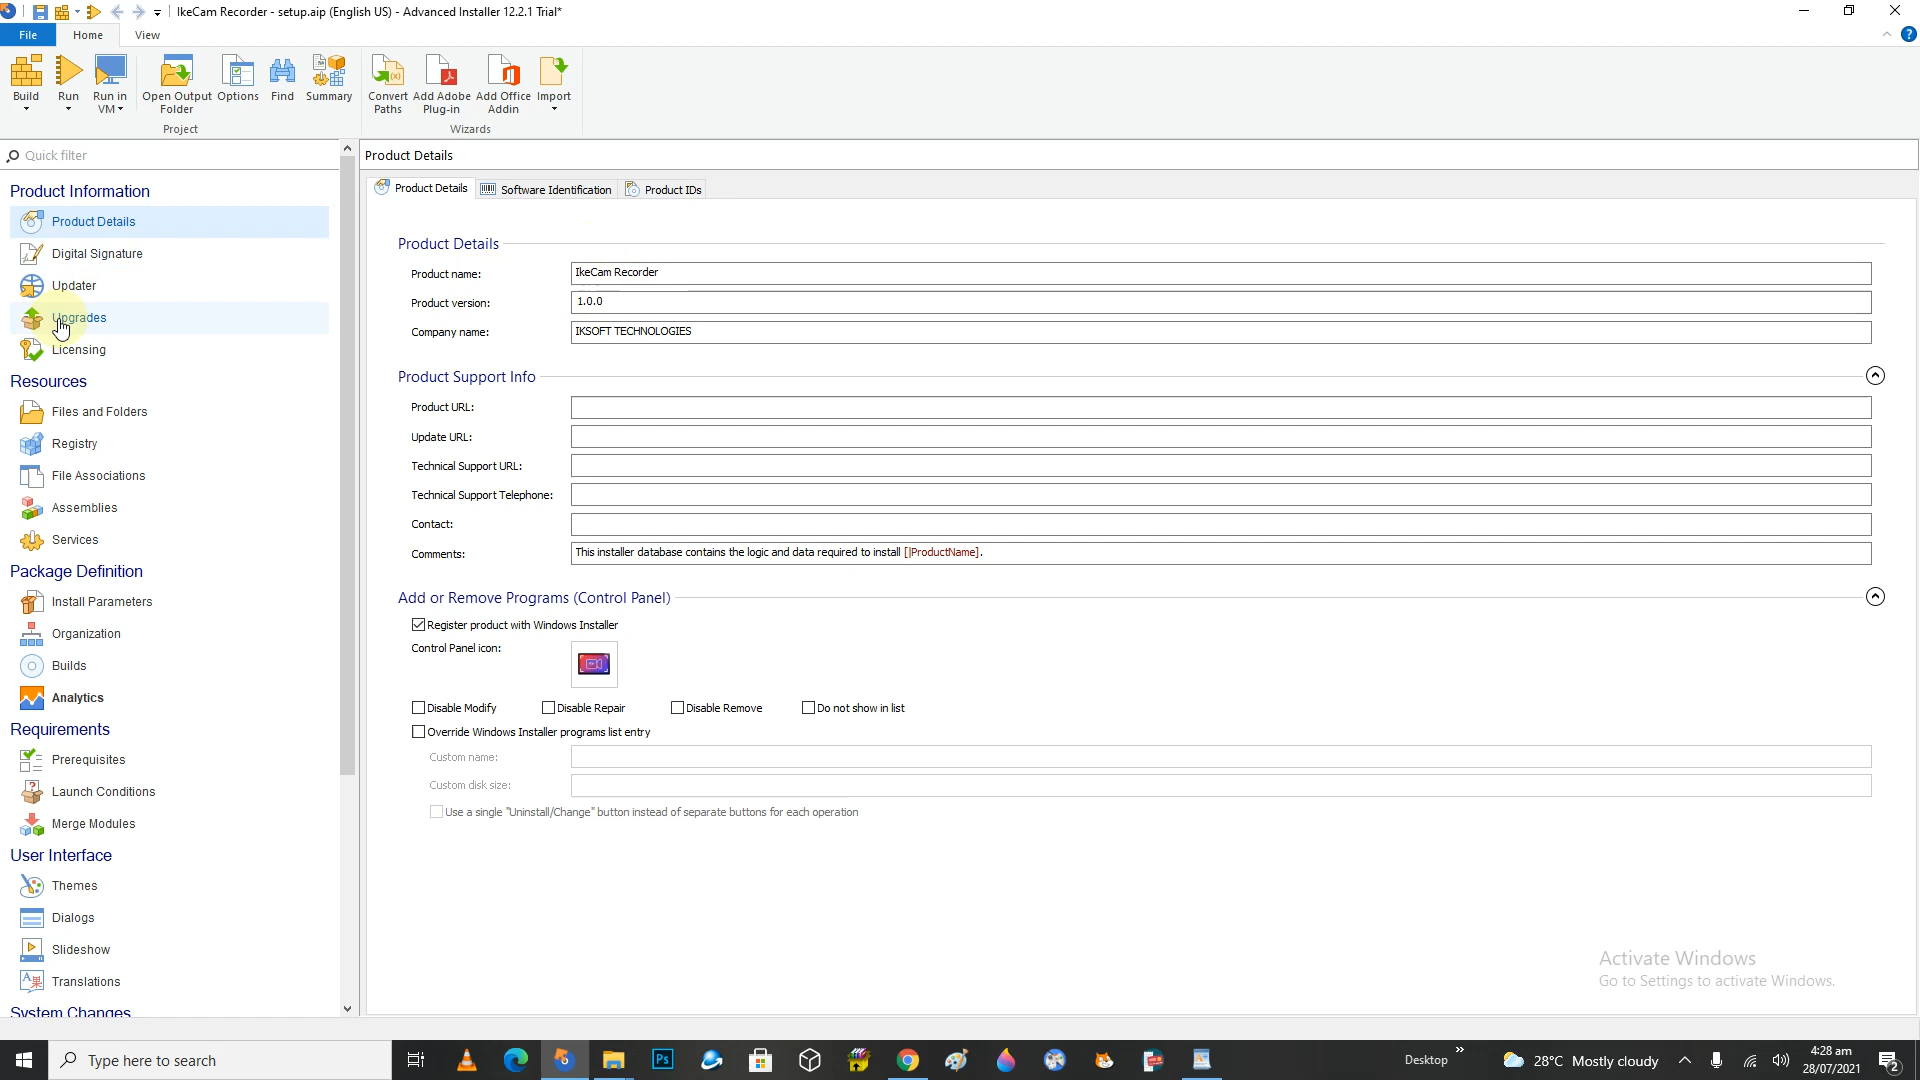 IkeCam Recorder - setup.aip (English US) - Advanced Installer 12.2.1 Trial*
File Home View
Build Run Run in VM Open Output Folder Options Find Summary Convert Paths Add Adobe Plug-in Add Office Addin Import
Project Wizards
Quick filter
Product Details
Product Information
Product Details
Digital Signature
Updater
Upgrades
Licensing
Resources
Files and Folders
Registry
File Associations
Assemblies
Services
Package Definition
Install Parameters
Organization
Builds
Analytics
Requirements
Prerequisites
Launch Conditions
Merge Modules
User Interface
Themes
Dialogs
Slideshow
Translations
System Changes
Product Details Software Identification Product IDs
Product Details
Product name: IkeCam Recorder
Product version: 1.0.0
Company name: IKSOFT TECHNOLOGIES
Product Support Info
Product URL:
Update URL:
Technical Support URL:
Technical Support Telephone:
Contact:
Comments: This installer database contains the logic and data required to install [|ProductName].
Add or Remove Programs (Control Panel)
Register product with Windows Installer
Control Panel icon:
Disable Modify Disable Repair Disable Remove Do not show in list
Override Windows Installer programs list entry
Custom name:
Custom disk size:
Use a single "Uninstall/Change" button instead of separate buttons for each operation
Activate Windows
Go to Settings to activate Windows.
Type here to search
Ps
Desktop
28°C Mostly cloudy
4:28 am
28/07/2021
2